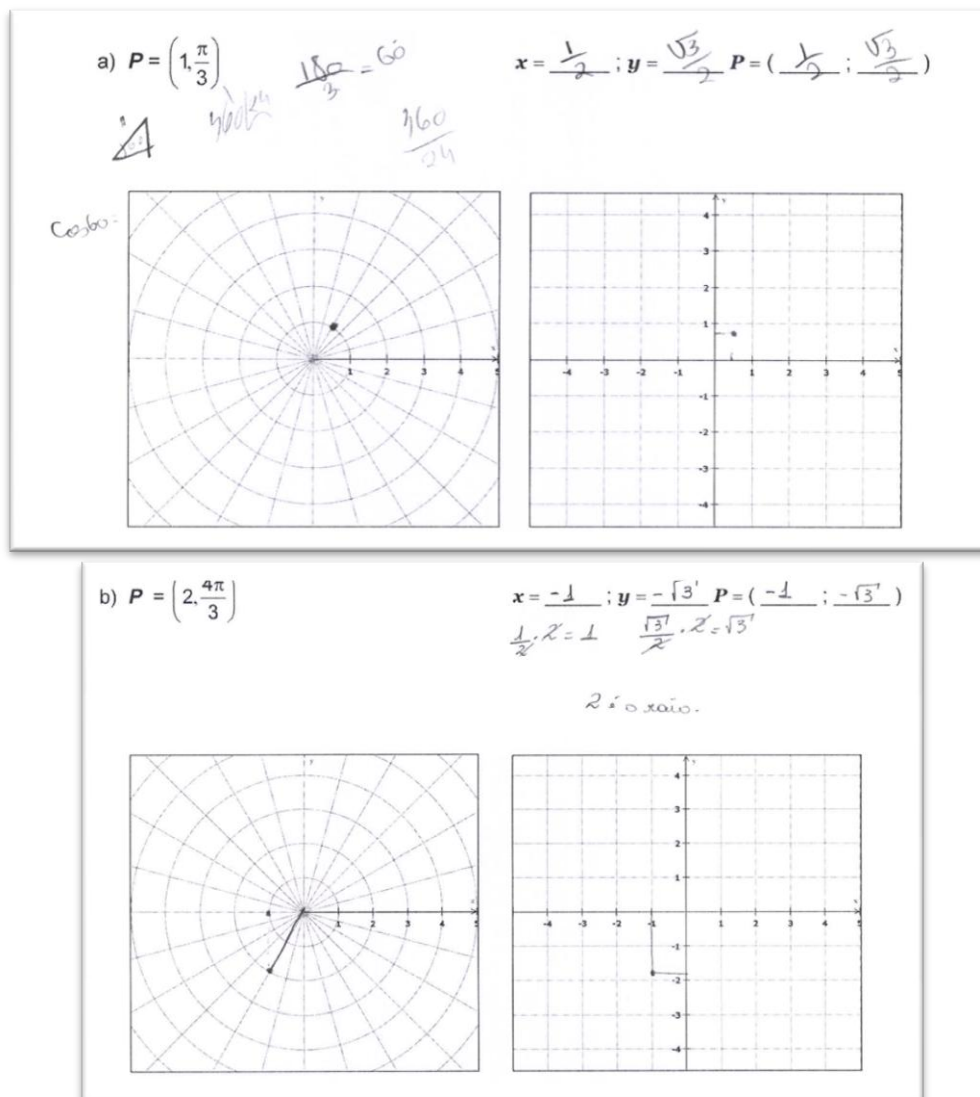 a) P = (1, π/3) 180/3 = 60 x = 1/2 ; y = √3/2 P = ( 1/2 ; √3/2 )
360/24
Cos60=
y
x
1 2 3 4 5
y
4
3
2
1
-4 -3 -2 -1 1 2 3 4 5
x
-1
-2
-3
-4
b) P = (2, 4π/3) x = -1 ; y = -√3 P = ( -1 ; -√3 )
1/2 . 2 = 1 √3/2 . 2 = √3
2 é o raio.
y
x
1 2 3 4 5
y
4
3
2
1
-4 -3 -2 -1 1 2 3 4 5
x
-1
-2
-3
-4